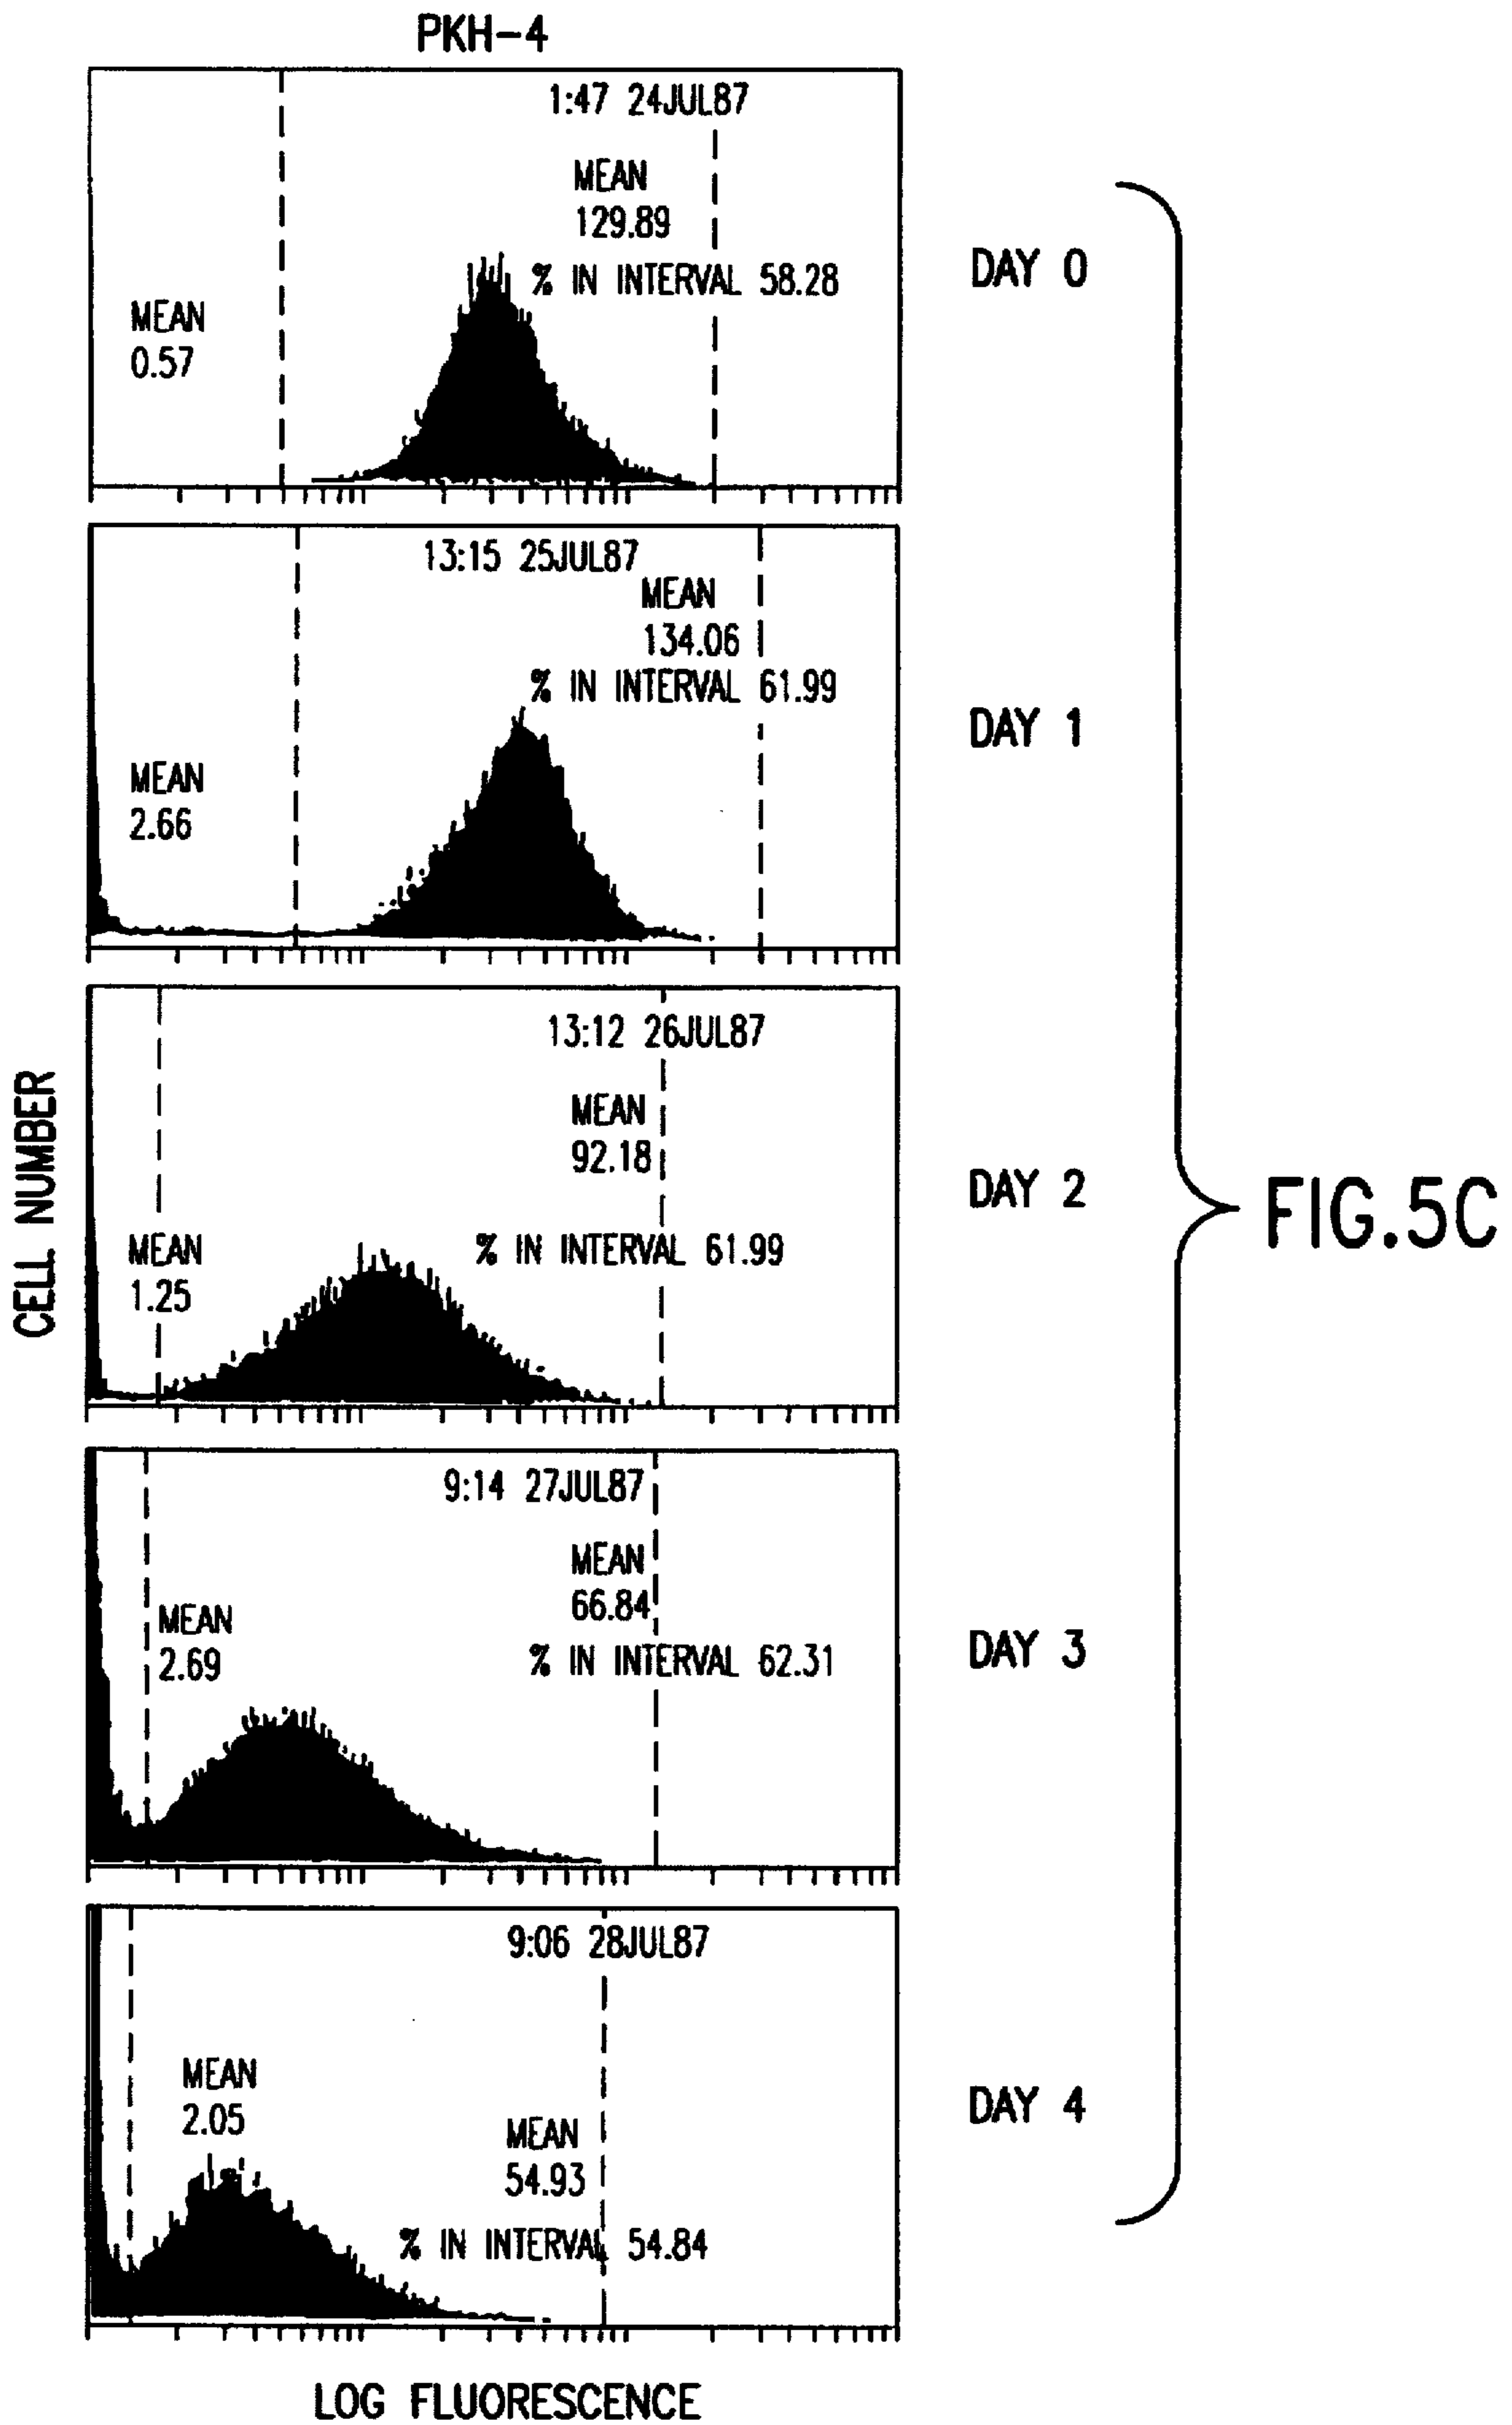 PKH-4
1:47 24JUL87
MEAN
129.89
% IN INTERVAL 58.28
MEAN
0.57
DAY 0
13:15 25JUL87
MEAN
134.06
% IN INTERVAL 61.99
MEAN
2.66
DAY 1
13:12 26JUL87
MEAN
92.18
% IN INTERVAL 61.99
MEAN
1.25
DAY 2
9:14 27JUL87
MEAN
66.84
% IN INTERVAL 62.31
MEAN
2.69
DAY 3
9:06 28JUL87
MEAN
2.05
MEAN
54.93
% IN INTERVAL 54.84
DAY 4
CELL NUMBER
LOG FLUORESCENCE
FIG.5C